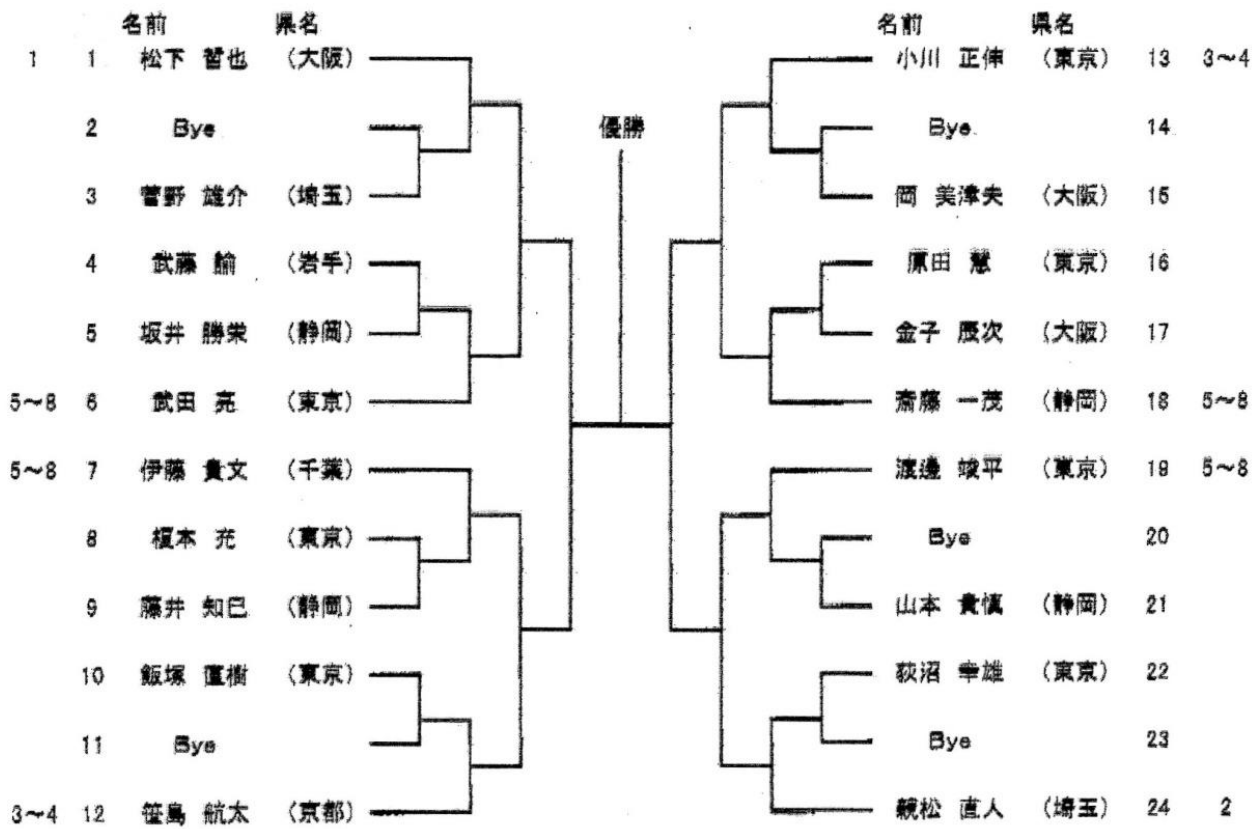 名前 県名 名前 県名
1 1 松下 哲也 (大阪) 小川 正伸 (東京) 13 3~4
2 Bye 優勝 Bye 14
3 菅野 雄介 (埼玉) 岡 美津夫 (大阪) 15
4 武藤 諭 (岩手) 原田 慧 (東京) 16
5 坂井 勝栄 (静岡) 金子 辰次 (大阪) 17
5~8 6 武田 亮 (東京) 斎藤 一茂 (静岡) 18 5~8
5~8 7 伊藤 貴文 (千葉) 渡邊 竣平 (東京) 19 5~8
8 榎本 充 (東京) Bye 20
9 藤井 知巳 (静岡) 山本 貴慎 (静岡) 21
10 飯塚 直樹 (東京) 荻沼 幸雄 (東京) 22
11 Bye Bye 23
3~4 12 笹島 航太 (京都) 親松 直人 (埼玉) 24 2